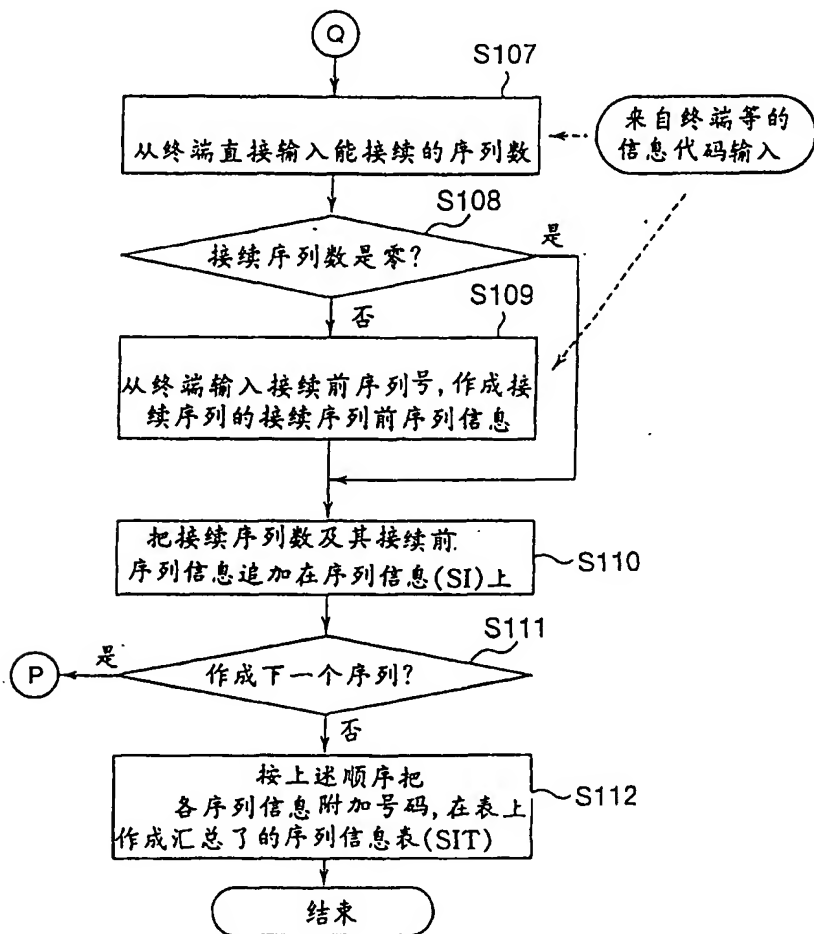 Q
S107
从终端直接输入能接续的序列数
来自终端等的
信息代码输入
S108
接续序列数是零?
是
否
S109
从终端输入接续前序列号,作成接
续序列的接续序列前序列信息
把接续序列数及其接续前
序列信息追加在序列信息(SI)上
S110
S111
作成下一个序列?
是
P
否
按上述顺序把
各序列信息附加号码,在表上
作成汇总了的序列信息表(SIT)
S112
结束